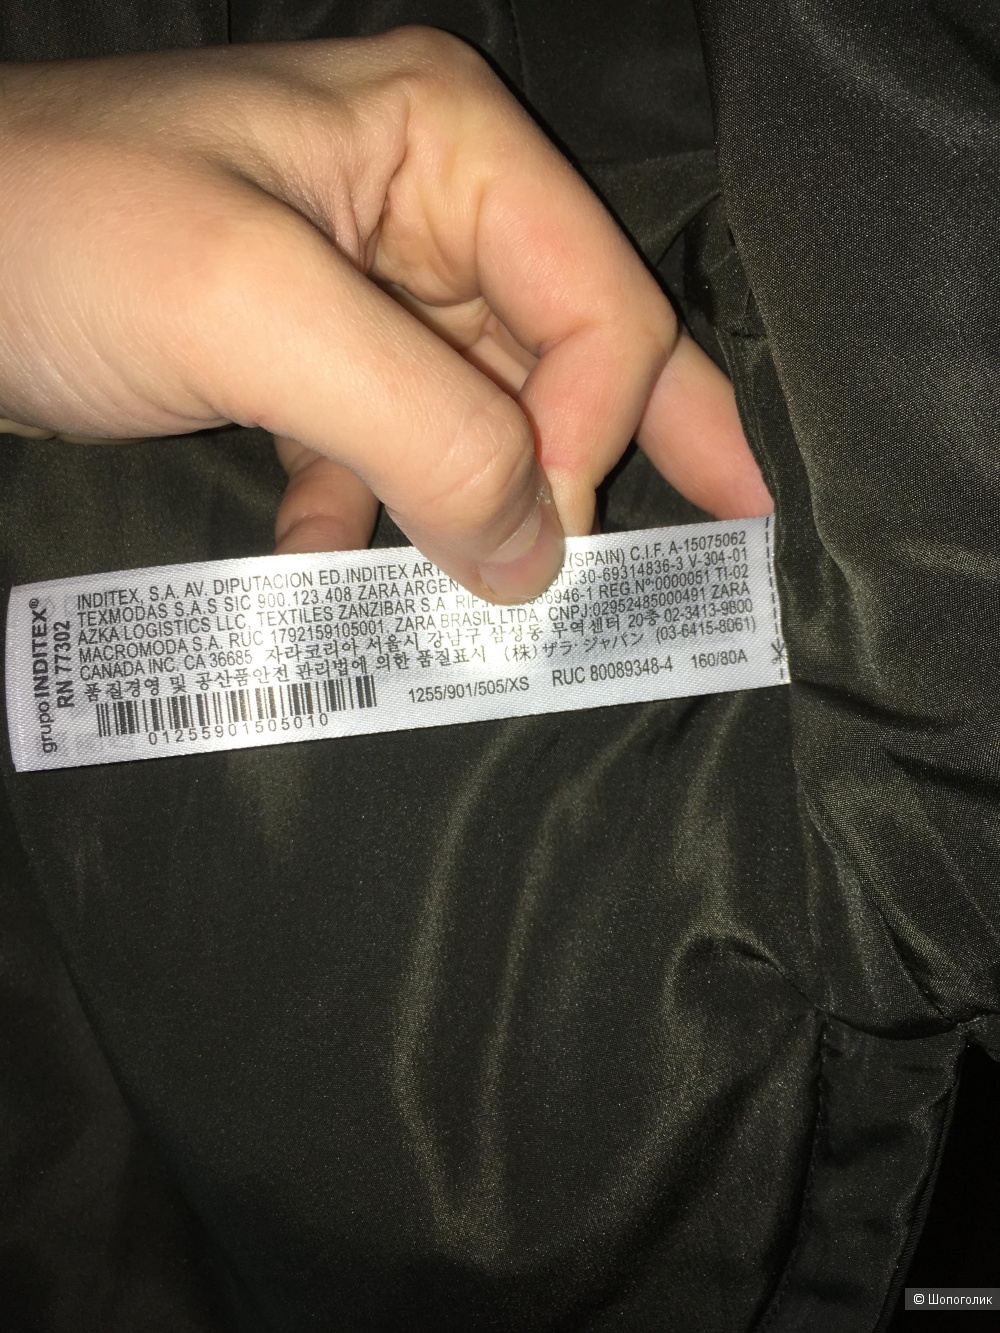 grupo INDITEX®
RN 77302
INDITEX, S.A. AV. DIPUTACION ED.INDITEX (SPAIN) C.I.F. A-15075062
TEXMODAS S.A.S SIC 900.123.408 ZARA :30-69314836-3 V-304-01
AZKA LOGISTICS LLC, TEXTILES ZANZIBAR S.A. REG.Nº0000051 TI-02
MACROMODA S.A. RUC 1792159105001 ZARA BRASIL LTDA. CNPJ:02952485000491 ZARA
CANADA INC. CA 36685 자라코리아 서울시 강남구 삼성동 무역센터 20층 02-3413-9800
품질경영 및 공산품안전 관리법에 의한 품질표시 (株) ザラ・ジャパン (03-6415-8061)
01255901505010
1255/901/505/XS RUC 80089348-4 160/80A
© Шопоголик